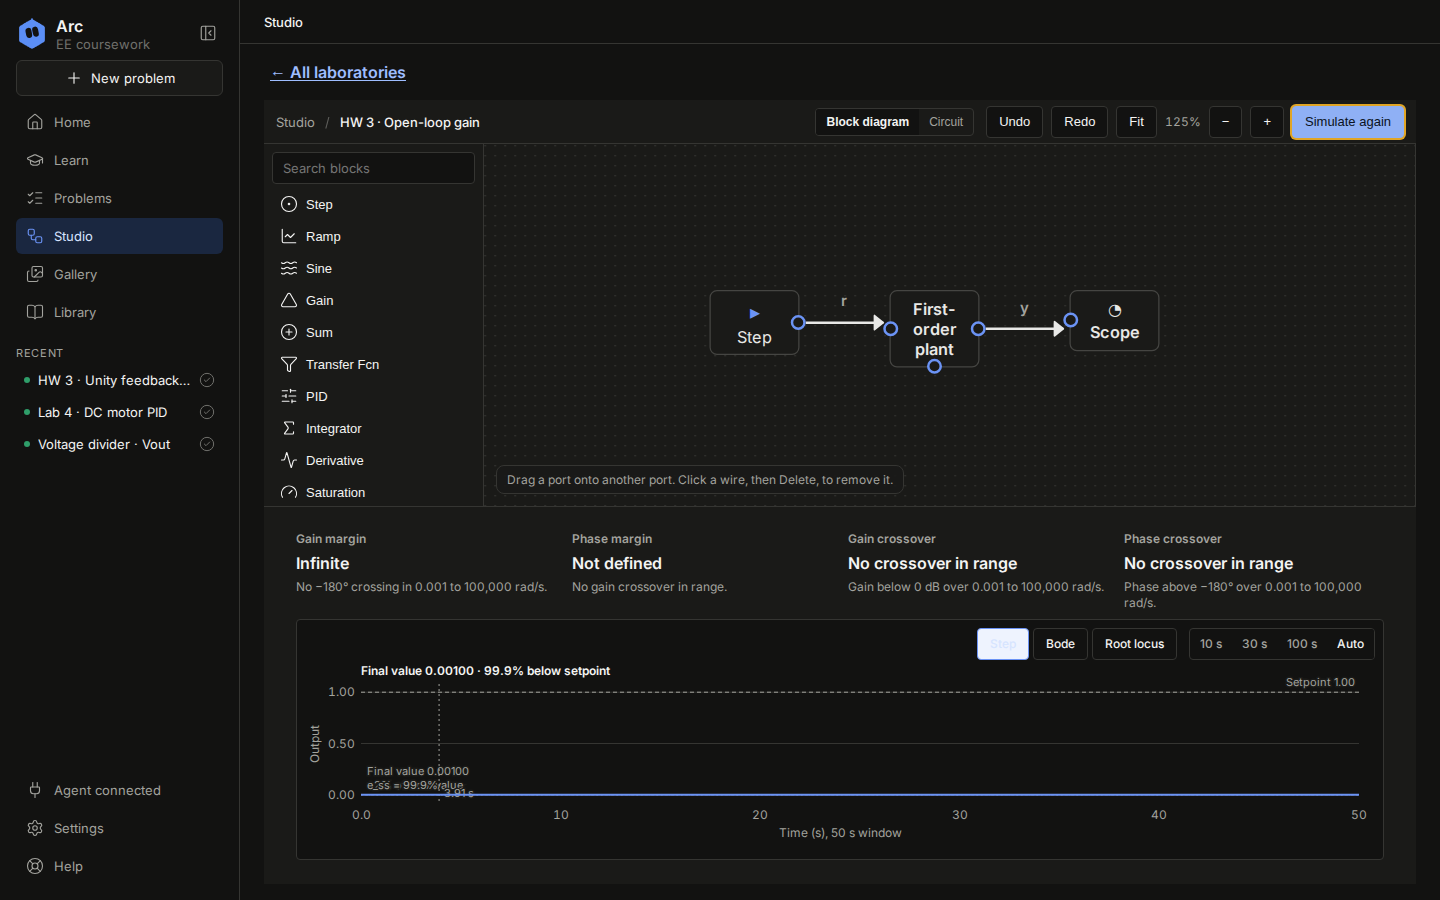 Arc
EE coursework
New problem
Home
Learn
Problems
Studio
Gallery
Library
RECENT
HW 3 · Unity feedback...
Lab 4 · DC motor PID
Voltage divider · Vout
Agent connected
Settings
Help
Studio
← All laboratories
Studio / HW 3 · Open-loop gain
Block diagram
Circuit
Undo
Redo
Fit
125%
−
+
Simulate again
Search blocks
Step
Ramp
Sine
Gain
Sum
Transfer Fcn
PID
Integrator
Derivative
Saturation
Step
r
First-
order
plant
y
Scope
Drag a port onto another port. Click a wire, then Delete, to remove it.
Gain margin
Infinite
No −180° crossing in 0.001 to 100,000 rad/s.
Phase margin
Not defined
No gain crossover in range.
Gain crossover
No crossover in range
Gain below 0 dB over 0.001 to 100,000 rad/s.
Phase crossover
No crossover in range
Phase above −180° over 0.001 to 100,000
rad/s.
Step
Bode
Root locus
10 s
30 s
100 s
Auto
Final value 0.00100 · 99.9% below setpoint
Setpoint 1.00
1.00
0.50
0.00
Output
Final value 0.00100
e_ss = 99.9%
3.91 s
0.0
10
20
30
40
50
Time (s), 50 s window